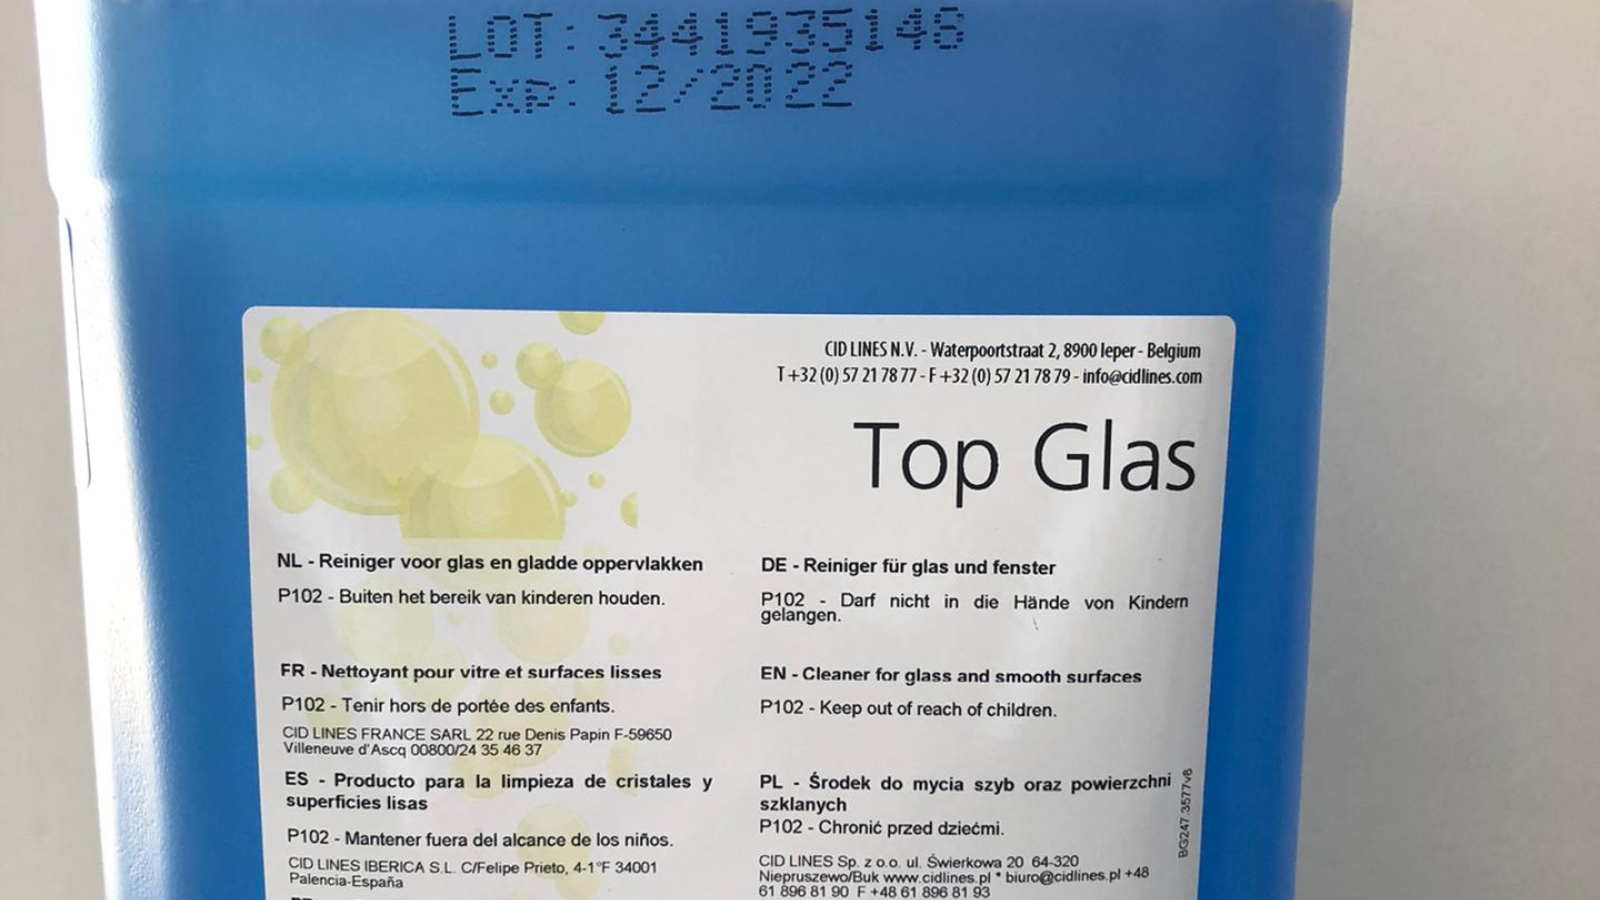 LOT: 3441935148
Exp: 12/2022
CID LINES N.V. - Waterpoortstraat 2, 8900 Ieper - Belgium
T +32 (0) 57 21 78 77 - F +32 (0) 57 21 78 79 - info@cidlines.com
Top Glas
NL - Reiniger voor glas en gladde oppervlakken
P102 - Buiten het bereik van kinderen houden.
DE - Reiniger für glas und fenster
P102 - Darf nicht in die Hände von Kindern
gelangen.
FR - Nettoyant pour vitre et surfaces lisses
P102 - Tenir hors de portée des enfants.
CID LINES FRANCE SARL 22 rue Denis Papin F-59650
Villeneuve d'Ascq 00800/24 35 46 37
EN - Cleaner for glass and smooth surfaces
P102 - Keep out of reach of children.
ES - Producto para la limpieza de cristales y
superficies lisas
P102 - Mantener fuera del alcance de los niños.
CID LINES IBERICA S.L. C/Felipe Prieto, 4-1°F 34001
Palencia-España
PL - Środek do mycia szyb oraz powierzchni
szklanych
P102 - Chronić przed dziećmi.
CID LINES Sp. z o.o. ul. Świerkowa 20 64-320
Niepruszewo/Buk www.cidlines.pl * biuro@cidlines.pl +48
61 896 81 90 F +48 61 896 81 93
BG247 3577v8